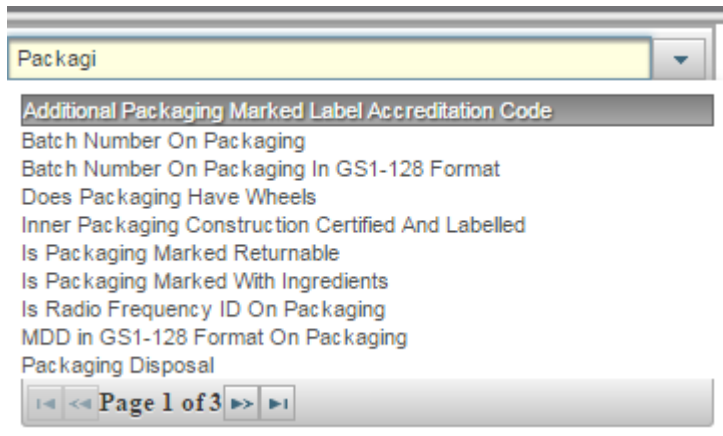 Packagi
Additional Packaging Marked Label Accreditation Code
Batch Number On Packaging
Batch Number On Packaging In GS1-128 Format
Does Packaging Have Wheels
Inner Packaging Construction Certified And Labelled
Is Packaging Marked Returnable
Is Packaging Marked With Ingredients
Is Radio Frequency ID On Packaging
MDD in GS1-128 Format On Packaging
Packaging Disposal
Page 1 of 3